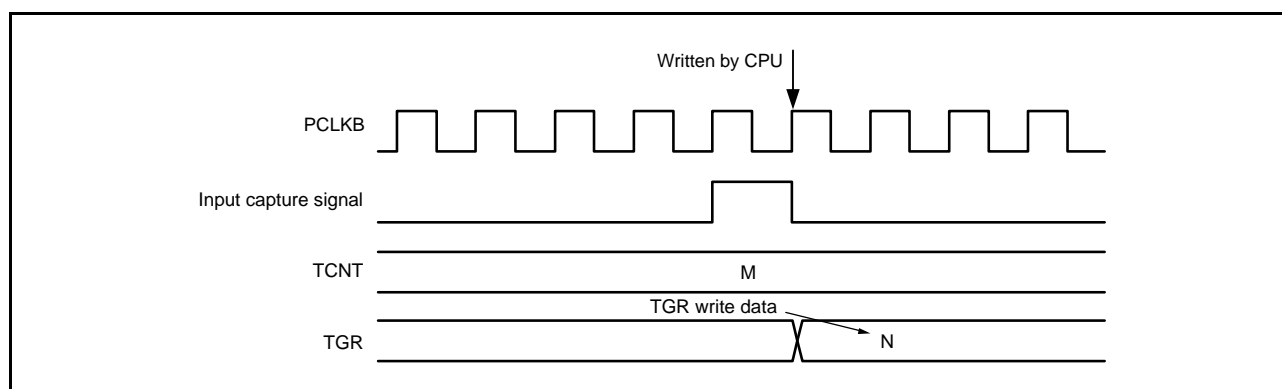 Written by CPU
PCLKB
Input capture signal
TCNT
M
TGR write data
TGR
N